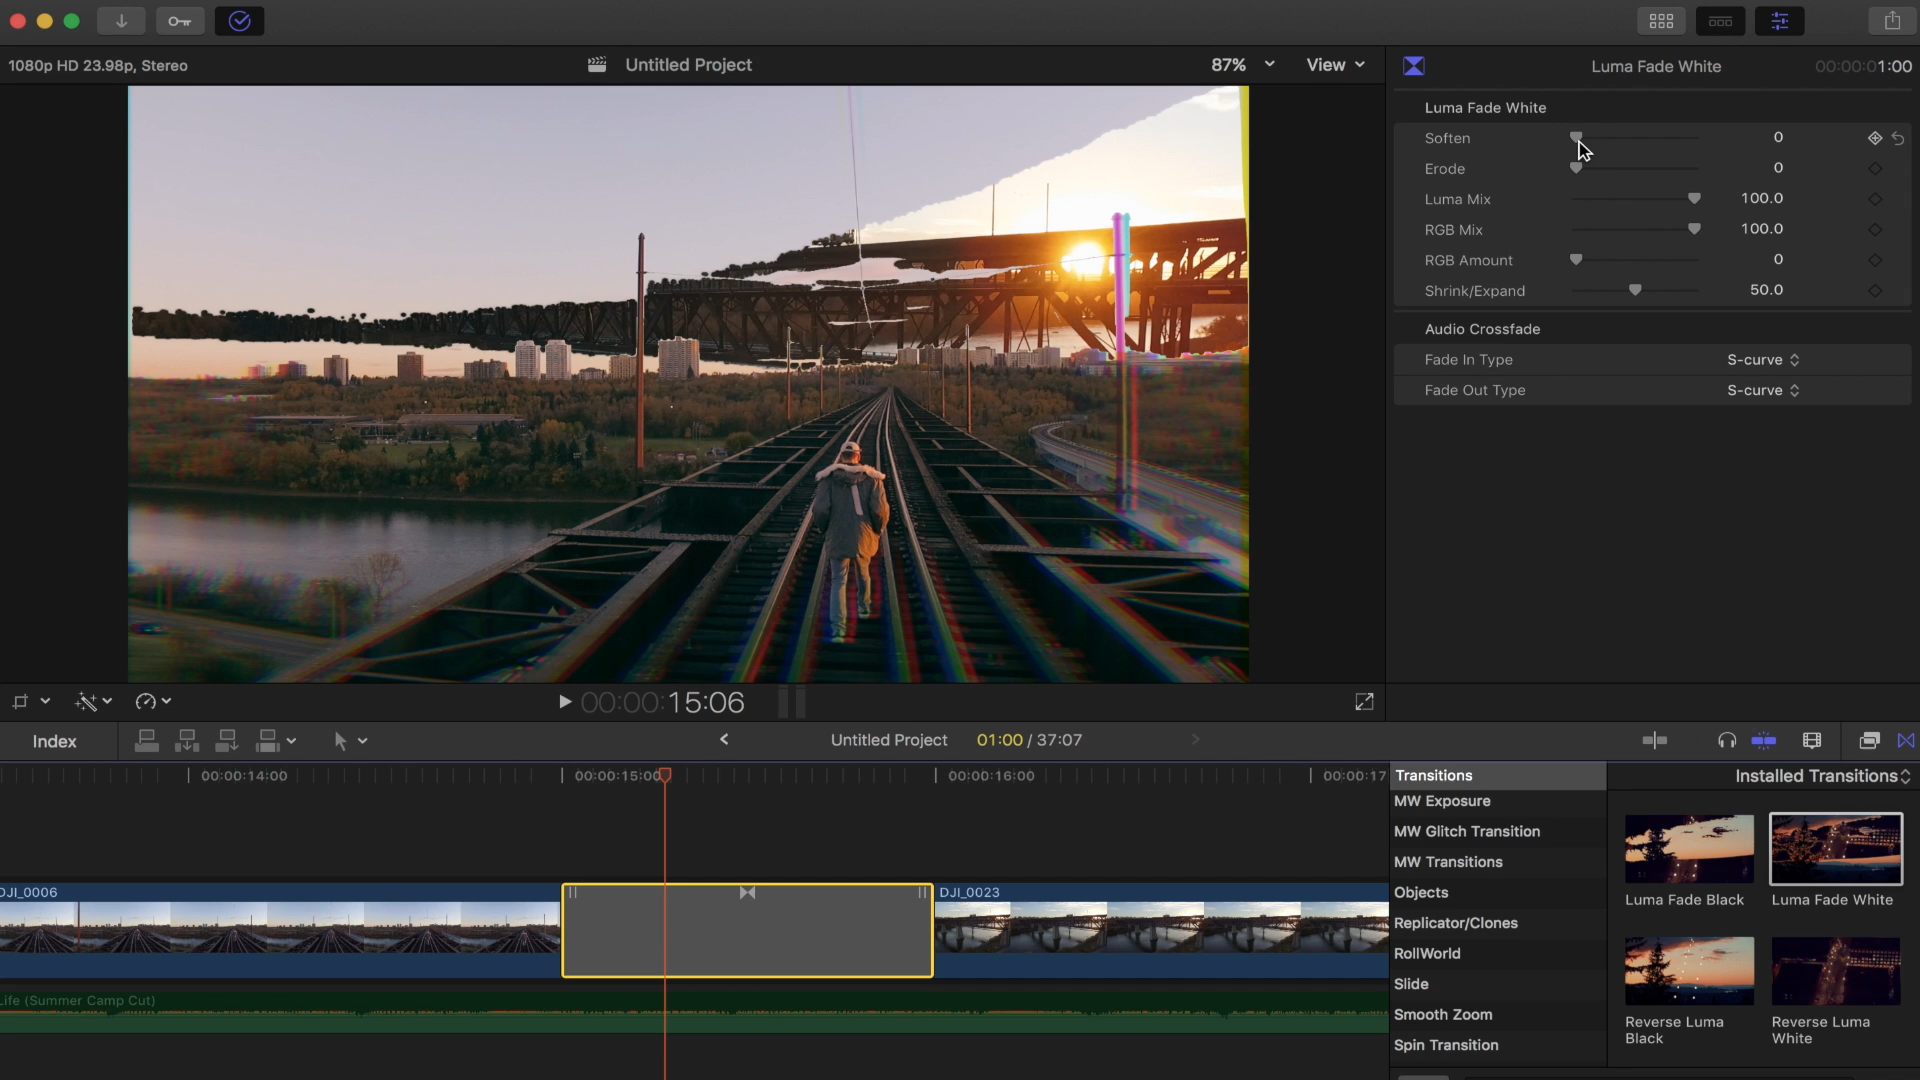 1080p HD 23.98p, Stereo
Untitled Project
87%
View
Luma Fade White
00:00:01:00
Luma Fade White
Soften 0
Erode 0
Luma Mix 100.0
RGB Mix 100.0
RGB Amount 0
Shrink/Expand 50.0
Audio Crossfade
Fade In Type S-curve
Fade Out Type S-curve
00:00:15:06
Index
Untitled Project 01:00 / 37:07
00:00:14:00
00:00:15:00
00:00:16:00
00:00:17
DJI_0006
DJI_0023
Life (Summer Camp Cut)
Transitions
MW Exposure
MW Glitch Transition
MW Transitions
Objects
Replicator/Clones
RollWorld
Slide
Smooth Zoom
Spin Transition
Installed Transitions
Luma Fade Black
Luma Fade White
Reverse Luma
Black
Reverse Luma
White